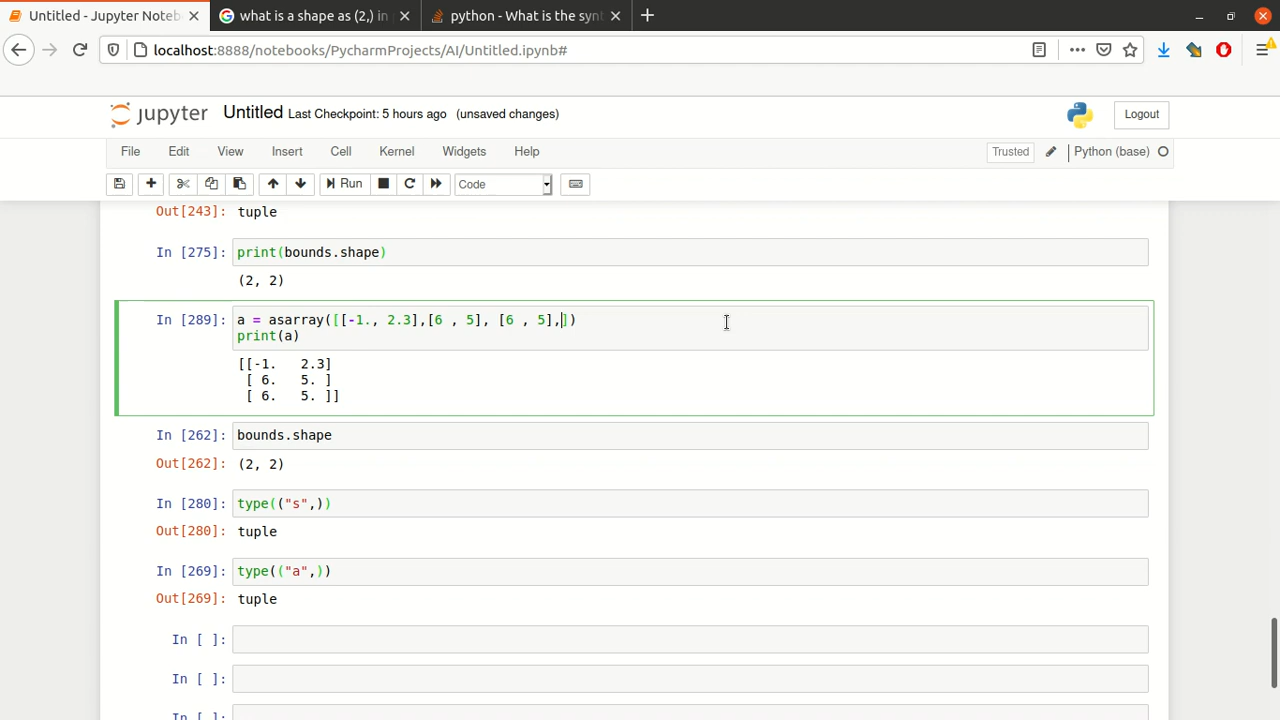 Untitled - Jupyter Noteb
what is a shape as (2,) in
python - What is the syn
localhost:8888/notebooks/PycharmProjects/AI/Untitled.ipynb#
jupyter Untitled Last Checkpoint: 5 hours ago (unsaved changes)
Logout
File Edit View Insert Cell Kernel Widgets Help
Trusted Python (base)
Run Code
Out[243]: tuple
In [275]: print(bounds.shape)
(2, 2)
In [289]: a = asarray([[-1., 2.3],[6 , 5], [6 , 5],])
print(a)
[[-1.   2.3]
 [ 6.   5. ]
 [ 6.   5. ]]
In [262]: bounds.shape
Out[262]: (2, 2)
In [280]: type(("s",))
Out[280]: tuple
In [269]: type(("a",))
Out[269]: tuple
In [ ]:
In [ ]:
In [ ]: